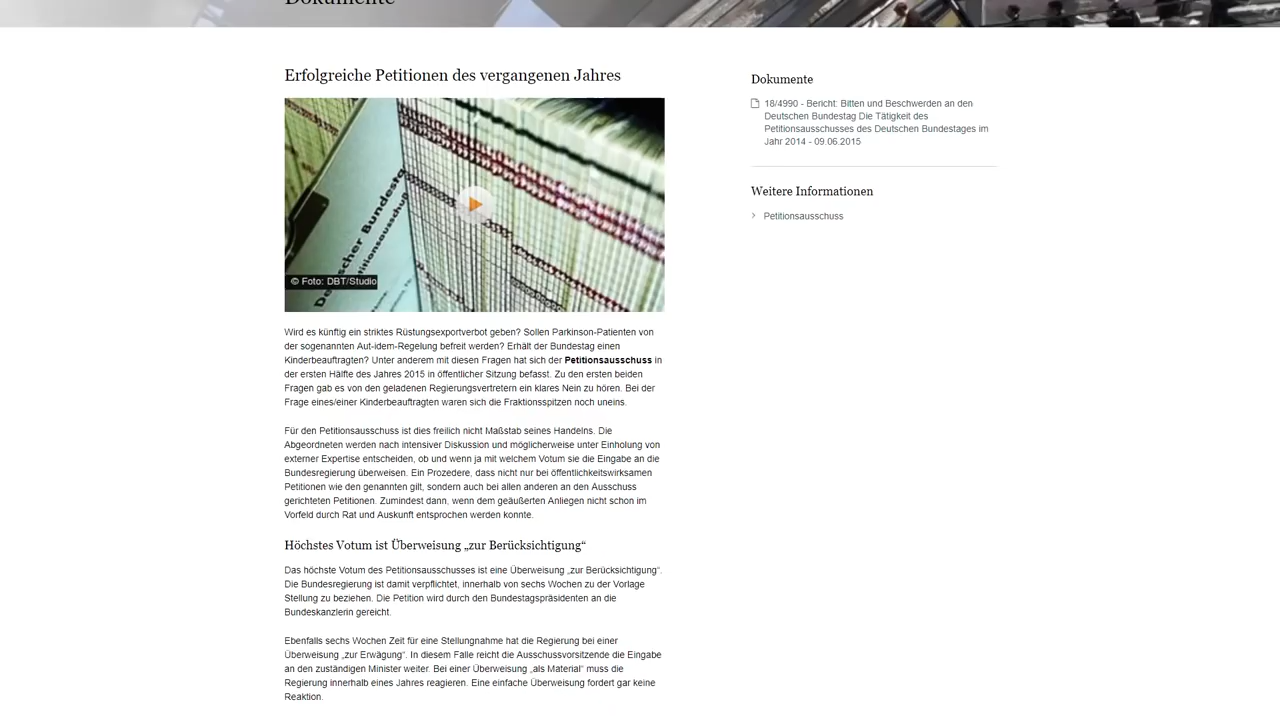 Dokumente
Erfolgreiche Petitionen des vergangenen Jahres
scher Bundesta
etitionsausschu
© Foto: DBT/Studio
Wird es künftig ein striktes Rüstungsexportverbot geben? Sollen Parkinson-Patienten von
der sogenannten Aut-idem-Regelung befreit werden? Erhält der Bundestag einen
Kinderbeauftragten? Unter anderem mit diesen Fragen hat sich der Petitionsausschuss in
der ersten Hälfte des Jahres 2015 in öffentlicher Sitzung befasst. Zu den ersten beiden
Fragen gab es von den geladenen Regierungsvertretern ein klares Nein zu hören. Bei der
Frage eines/einer Kinderbeauftragten waren sich die Fraktionsspitzen noch uneins.
Für den Petitionsausschuss ist dies freilich nicht Maßstab seines Handelns. Die
Abgeordneten werden nach intensiver Diskussion und möglicherweise unter Einholung von
externer Expertise entscheiden, ob und wenn ja mit welchem Votum sie die Eingabe an die
Bundesregierung überweisen. Ein Prozedere, dass nicht nur bei öffentlichkeitswirksamen
Petitionen wie den genannten gilt, sondern auch bei allen anderen an den Ausschuss
gerichteten Petitionen. Zumindest dann, wenn dem geäußerten Anliegen nicht schon im
Vorfeld durch Rat und Auskunft entsprochen werden konnte.
Höchstes Votum ist Überweisung „zur Berücksichtigung“
Das höchste Votum des Petitionsausschusses ist eine Überweisung „zur Berücksichtigung“.
Die Bundesregierung ist damit verpflichtet, innerhalb von sechs Wochen zu der Vorlage
Stellung zu beziehen. Die Petition wird durch den Bundestagspräsidenten an die
Bundeskanzlerin gereicht.
Ebenfalls sechs Wochen Zeit für eine Stellungnahme hat die Regierung bei einer
Überweisung „zur Erwägung“. In diesem Falle reicht die Ausschussvorsitzende die Eingabe
an den zuständigen Minister weiter. Bei einer Überweisung „als Material“ muss die
Regierung innerhalb eines Jahres reagieren. Eine einfache Überweisung fordert gar keine
Reaktion.
Dokumente
18/4990 - Bericht: Bitten und Beschwerden an den
Deutschen Bundestag Die Tätigkeit des
Petitionsausschusses des Deutschen Bundestages im
Jahr 2014 - 09.06.2015
Weitere Informationen
Petitionsausschuss